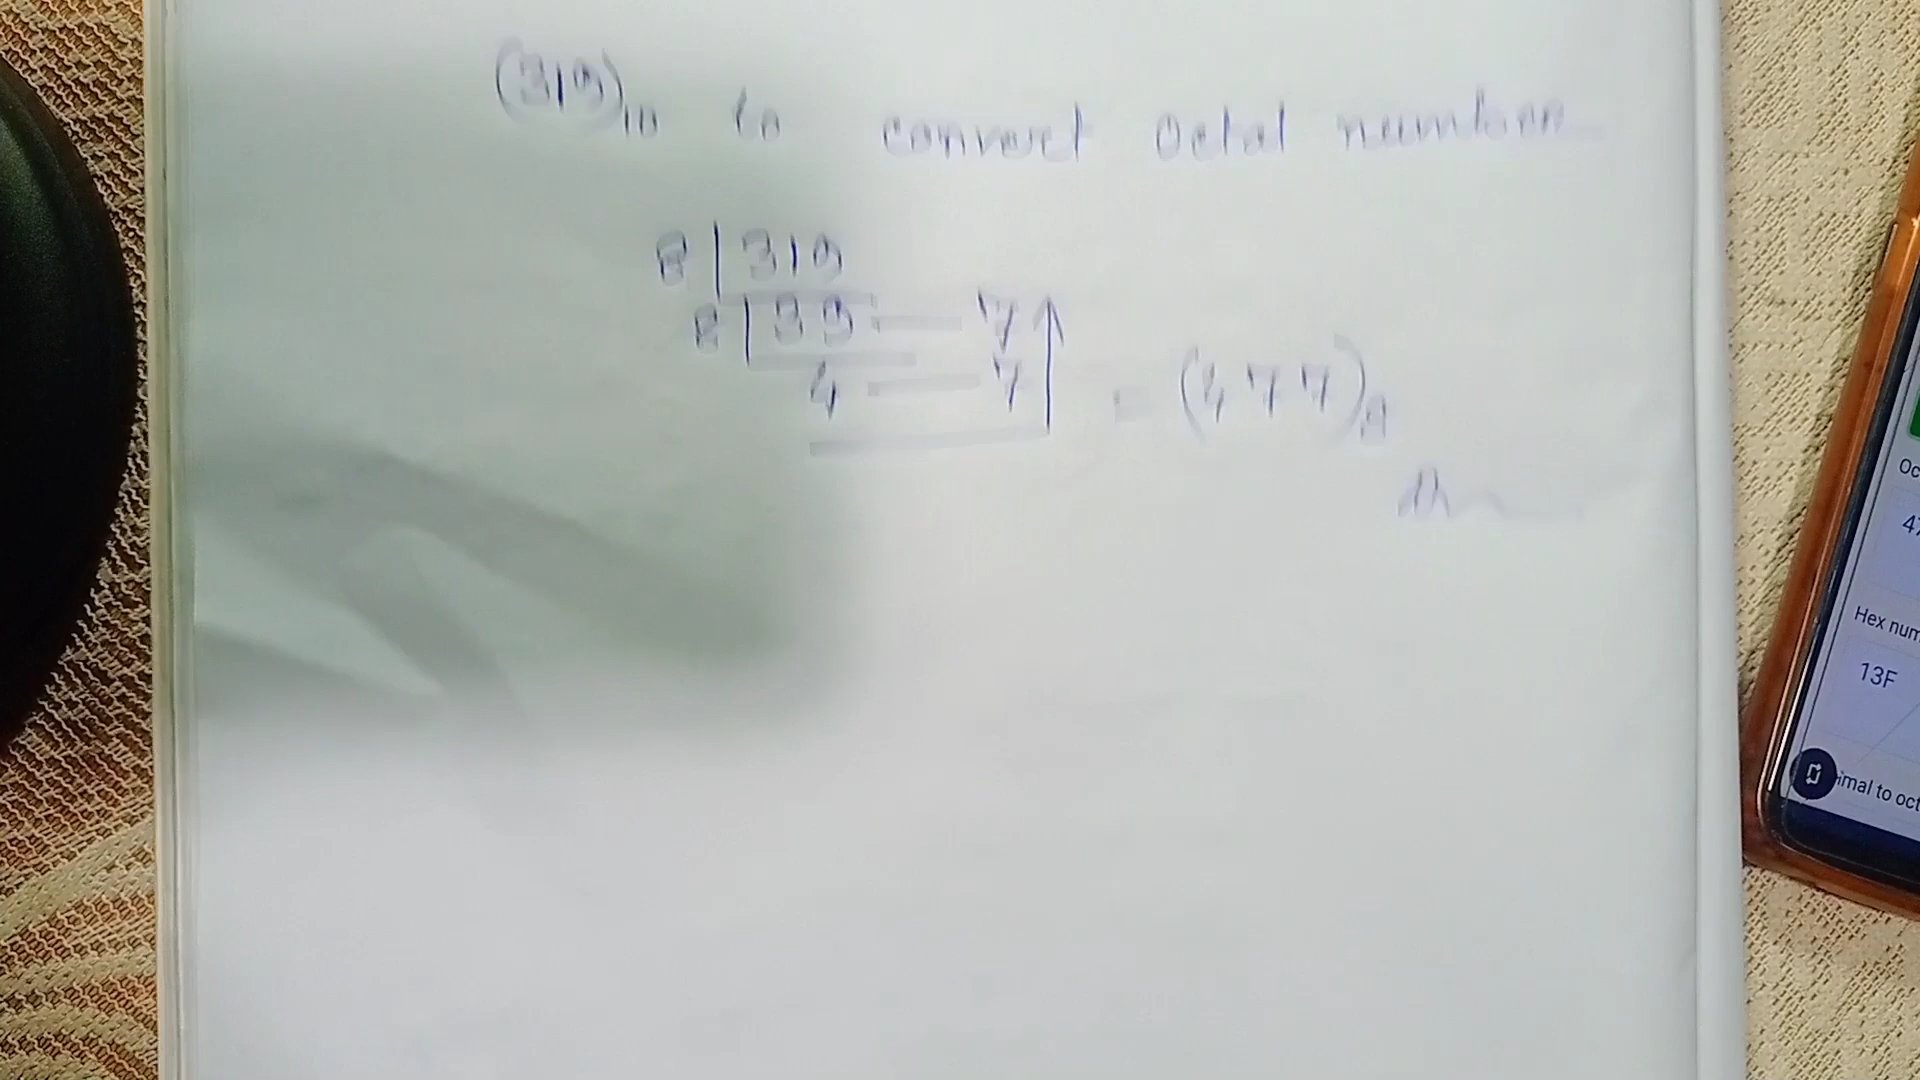 (319)10 to convert Octal number
8 | 319
8 | 39 — 7
4 — 7 = (477)8
Oc
47
Hex num
13F
imal to oct